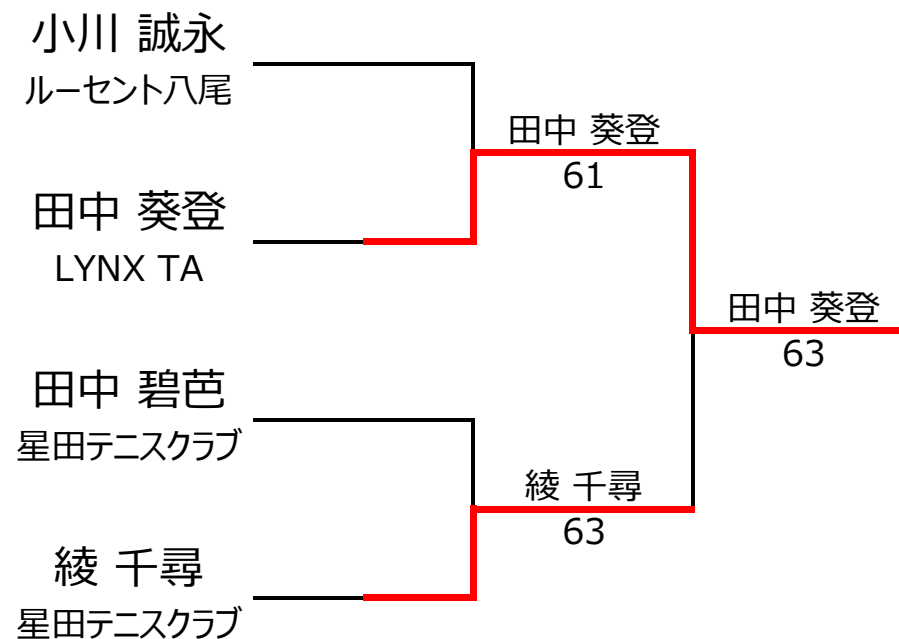 小川 誠永
ルーセント八尾
田中 葵登
61
田中 葵登
LYNX TA
田中 葵登
63
田中 碧芭
星田テニスクラブ
綾 千尋
63
綾 千尋
星田テニスクラブ